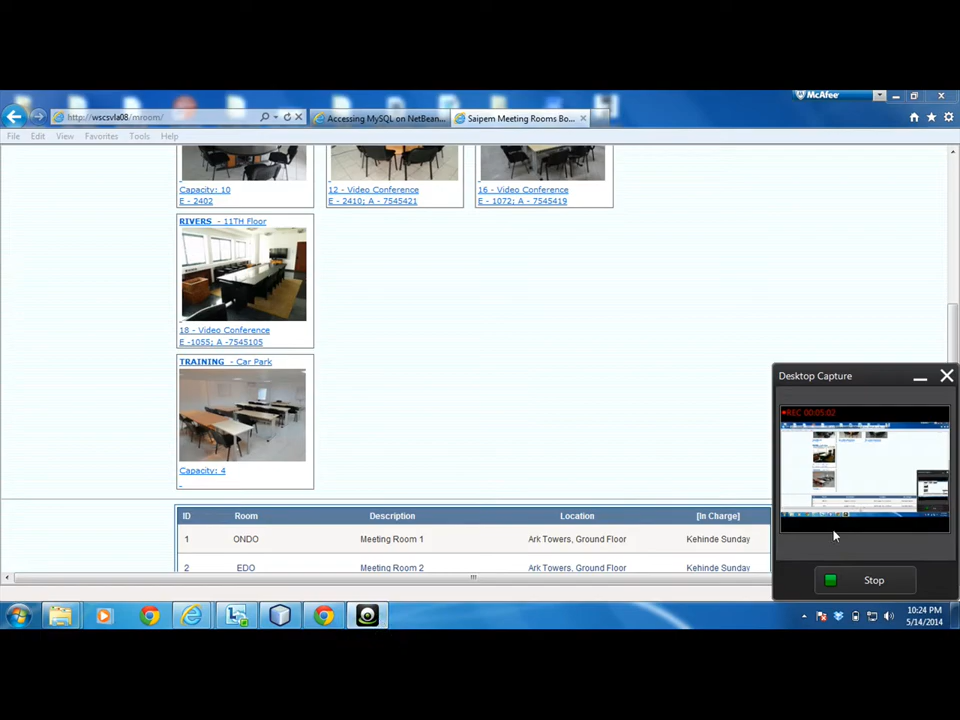 McAfee
http://wscsvla08/mroom/
Accessing MySQL on NetBean...
Saipem Meeting Rooms Bo...
File Edit View Favorites Tools Help
Capacity: 10
E - 2402
12 - Video Conference
E - 2410; A - 7545421
16 - Video Conference
E - 1072; A - 7545419
RIVERS - 11TH Floor
18 - Video Conference
E -1055; A -7545105
TRAINING - Car Park
Capacity: 4
ID Room Description Location [In Charge]
1 ONDO Meeting Room 1 Ark Towers, Ground Floor Kehinde Sunday
2 EDO Meeting Room 2 Ark Towers, Ground Floor Kehinde Sunday
Desktop Capture
REC 00:05:02
Stop
10:24 PM
5/14/2014